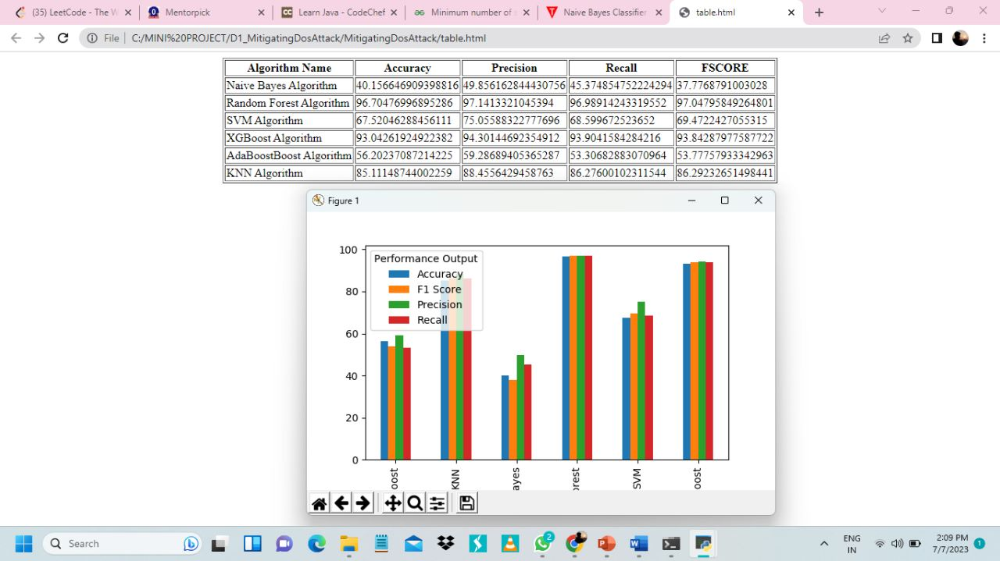 (35) LeetCode - The W
Mentorpick
Learn Java - CodeChef
Minimum number of s
Naive Bayes Classifier
table.html
File C:/MINI%20PROJECT/D1_MitigatingDosAttack/MitigatingDosAttack/table.html
Algorithm Name Accuracy Precision Recall FSCORE
Naive Bayes Algorithm 40.156646909398816 49.856162844430756 45.374854752224294 37.7768791003028
Random Forest Algorithm 96.70476996895286 97.1413321045394 96.98914243319552 97.04795849264801
SVM Algorithm 67.52046288456111 75.05588322777696 68.599672523652 69.4722427055315
XGBoost Algorithm 93.04261924922382 94.30144692354912 93.9041584284216 93.84287977587722
AdaBoostBoost Algorithm 56.20237087214225 59.28689405365287 53.30682883070964 53.77757933342963
KNN Algorithm 85.11148744002259 88.4556429458763 86.27600102311544 86.29232651498441
Figure 1
Performance Output
Accuracy
F1 Score
Precision
Recall
100
80
60
40
20
0
oost
KNN
ayes
orest
SVM
oost
Search
2
ENG
IN
2:09 PM
7/7/2023
1